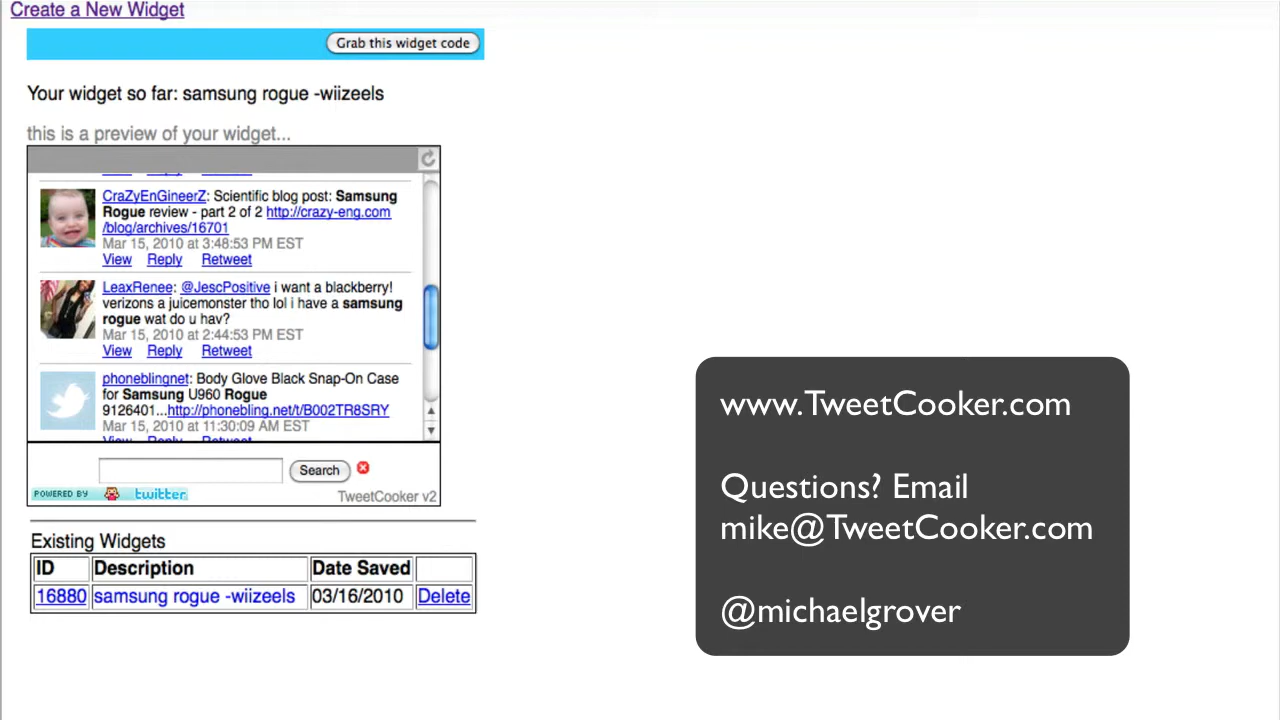 Create a New Widget
Grab this widget code
Your widget so far: samsung rogue -wiizeels
this is a preview of your widget...
CraZyEnGineerZ: Scientific blog post: Samsung
Rogue review - part 2 of 2 http://crazy-eng.com
/blog/archives/16701
Mar 15, 2010 at 3:48:53 PM EST
View Reply Retweet
LeaxRenee: @JescPositive i want a blackberry!
verizons a juicemonster tho lol i have a samsung
rogue wat do u hav?
Mar 15, 2010 at 2:44:53 PM EST
View Reply Retweet
phoneblingnet: Body Glove Black Snap-On Case
for Samsung U960 Rogue
9126401...http://phonebling.net/t/B002TR8SRY
Mar 15, 2010 at 11:30:09 AM EST
View Reply Retweet
Search
POWERED BY twitter
TweetCooker v2
Existing Widgets
ID Description Date Saved
16880 samsung rogue -wiizeels 03/16/2010 Delete
www.TweetCooker.com
Questions? Email
mike@TweetCooker.com
@michaelgrover